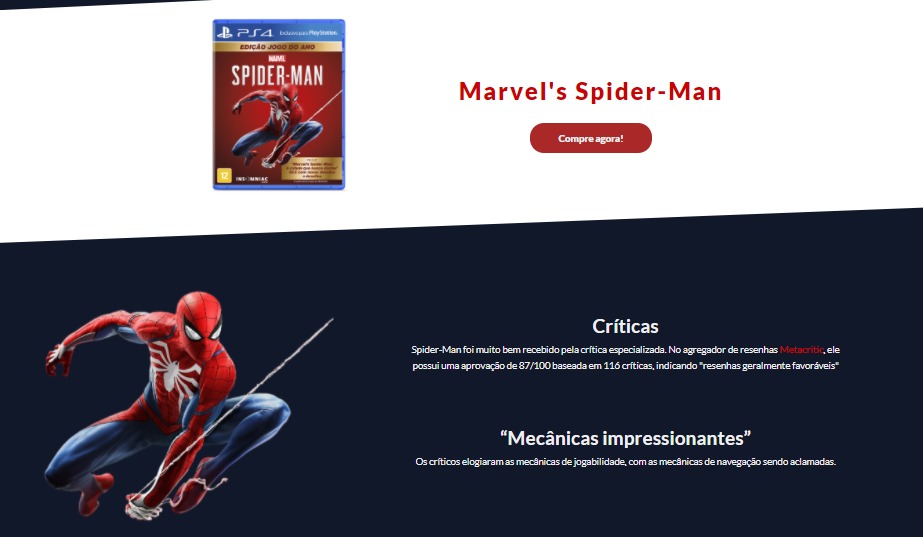 PS4 Exclusivo para PlayStation
EDIÇÃO JOGO DO ANO
MARVEL
SPIDER-MAN
Marvel's Spider-Man
Compre agora!
12
INSOMNIAC
Críticas
Spider-Man foi muito bem recebido pela crítica especializada. No agregador de resenhas Metacritic, ele
possui uma aprovação de 87/100 baseada em 116 críticas, indicando "resenhas geralmente favoráveis"
“Mecânicas impressionantes”
Os críticos elogiaram as mecânicas de jogabilidade, com as mecânicas de navegação sendo aclamadas.